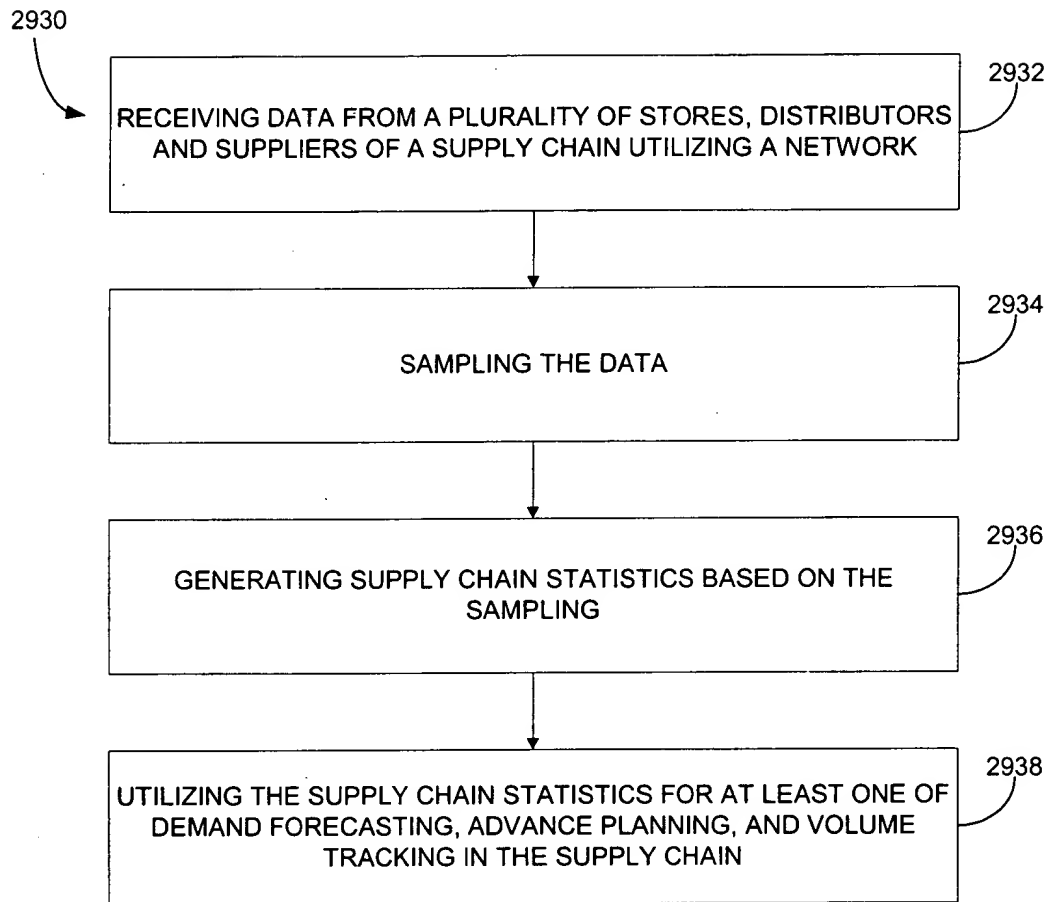 2930
2932
RECEIVING DATA FROM A PLURALITY OF STORES, DISTRIBUTORS
AND SUPPLIERS OF A SUPPLY CHAIN UTILIZING A NETWORK
2934
SAMPLING THE DATA
2936
GENERATING SUPPLY CHAIN STATISTICS BASED ON THE
SAMPLING
2938
UTILIZING THE SUPPLY CHAIN STATISTICS FOR AT LEAST ONE OF
DEMAND FORECASTING, ADVANCE PLANNING, AND VOLUME
TRACKING IN THE SUPPLY CHAIN